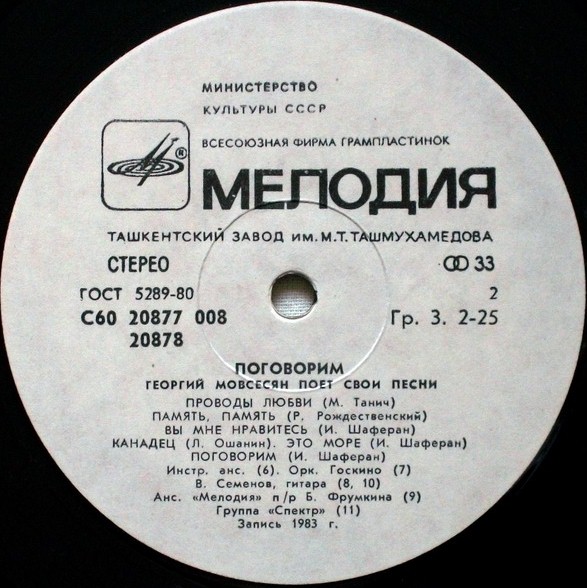 МИНИСТЕРСТВО
КУЛЬТУРЫ СССР
ВСЕСОЮЗНАЯ ФИРМА ГРАМПЛАСТИНОК
®
МЕЛОДИЯ
ТАШКЕНТСКИЙ ЗАВОД им. М.Т.ТАШМУХАМЕДОВА
СТЕРЕО 33
ГОСТ 5289-80 2
С60 20877 008 Гр. 3. 2-25
20878
ПОГОВОРИМ
ГЕОРГИЙ МОВСЕСЯН ПОЕТ СВОИ ПЕСНИ
ПРОВОДЫ ЛЮБВИ (М. Танич)
ПАМЯТЬ, ПАМЯТЬ (Р. Рождественский)
ВЫ МНЕ НРАВИТЕСЬ (И. Шаферан)
КАНАДЕЦ (Л. Ошанин). ЭТО МОРЕ (И. Шаферан)
ПОГОВОРИМ (И. Шаферан)
Инстр. анс. (6). Орк. Госкино (7)
В. Семенов, гитара (8, 10)
Анс. «Мелодия» п/р Б. Фрумкина (9)
Группа «Спектр» (11)
Запись 1983 г.